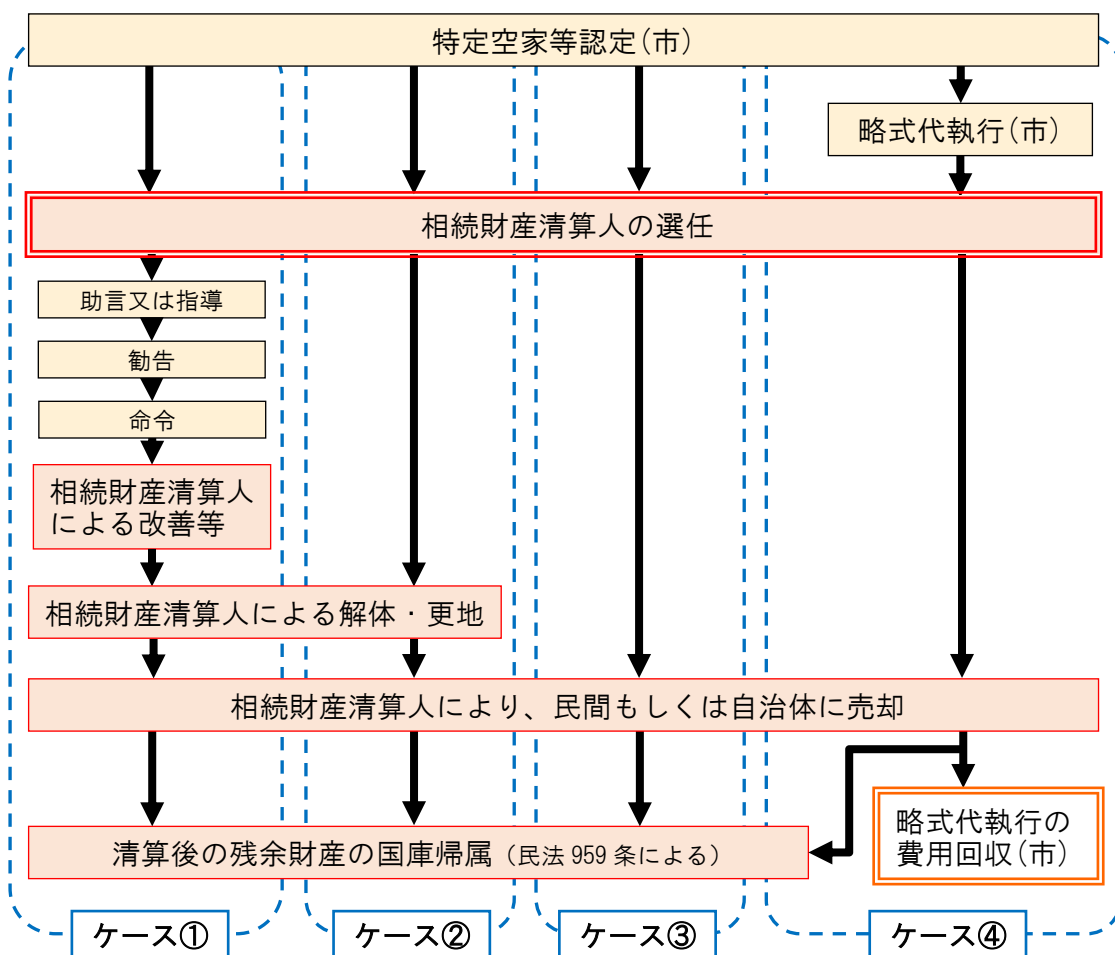 特定空家等認定(市)
略式代執行(市)
相続財産清算人の選任
助言又は指導
勧告
命令
相続財産清算人
による改善等
相続財産清算人による解体・更地
相続財産清算人により、民間もしくは自治体に売却
略式代執行の
費用回収(市)
清算後の残余財産の国庫帰属(民法 959 条による)
ケース①
ケース②
ケース③
ケース④